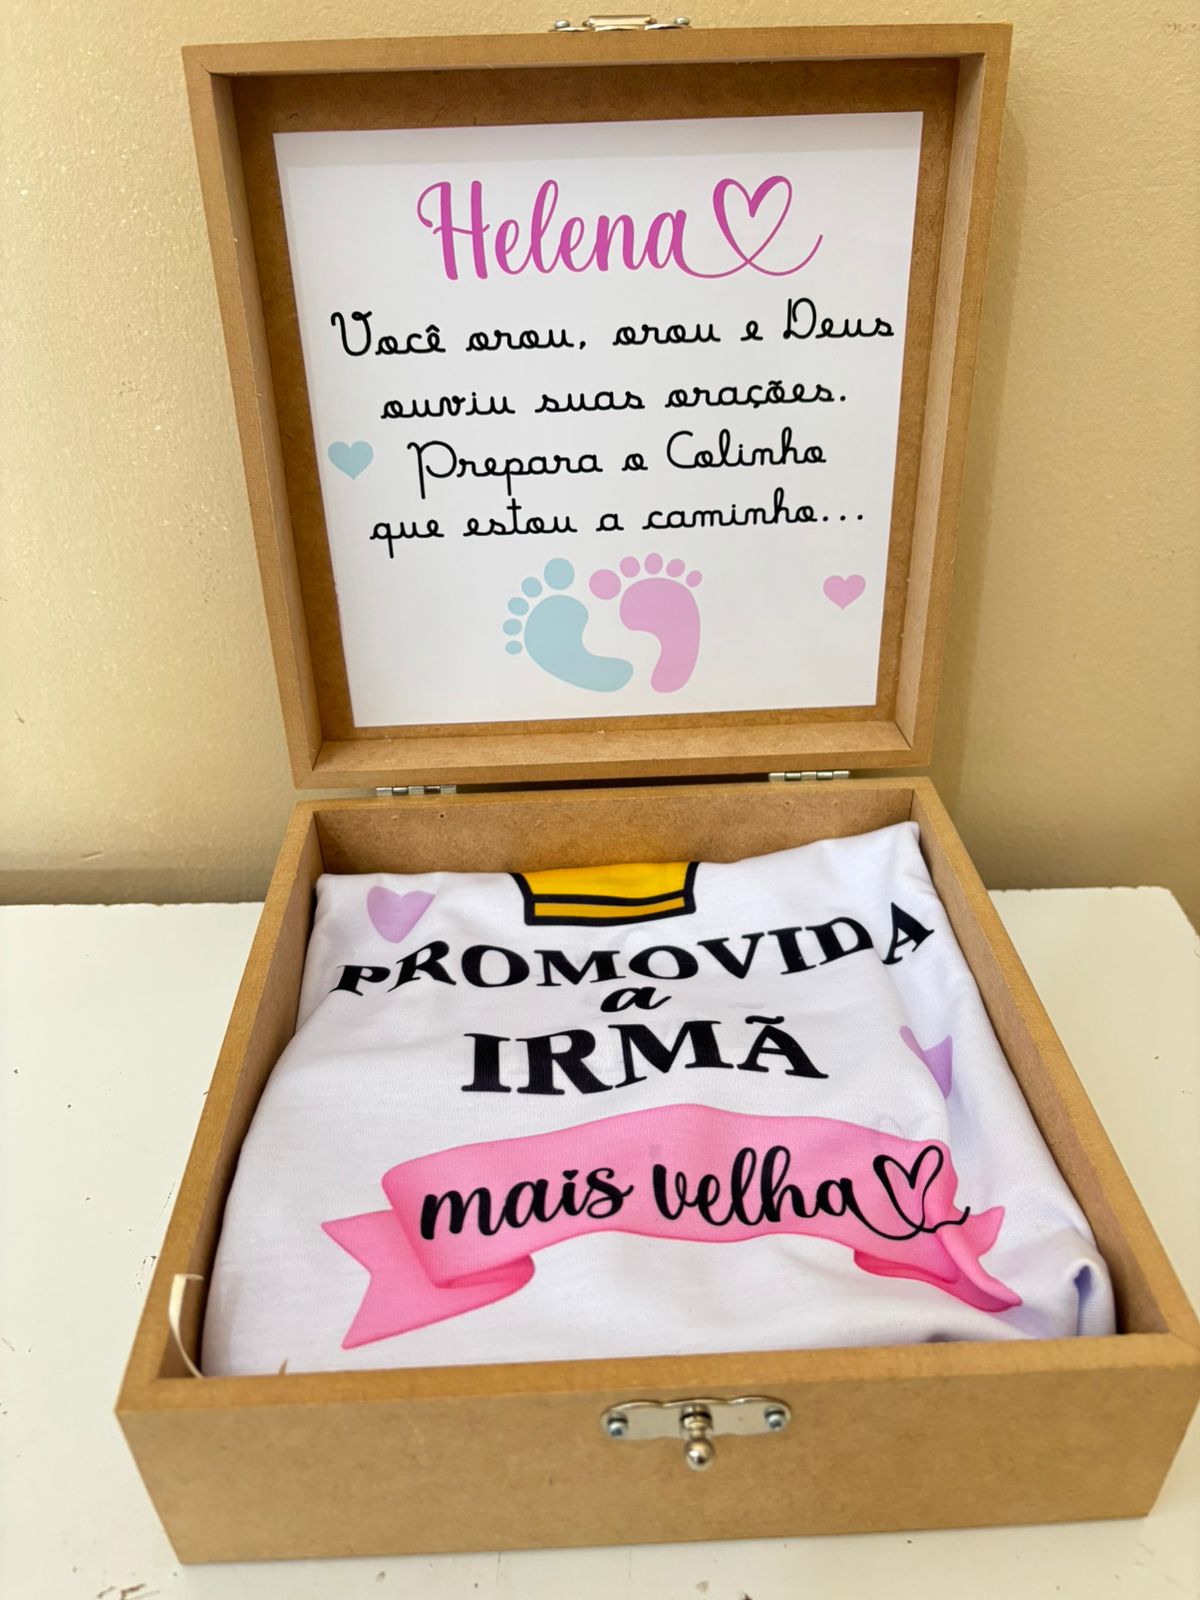 Helena
Você orou, orou e Deus
ouviu suas orações.
Prepara o Colinho
que estou a caminho...
PROMOVIDA
a
IRMÃ
mais velha